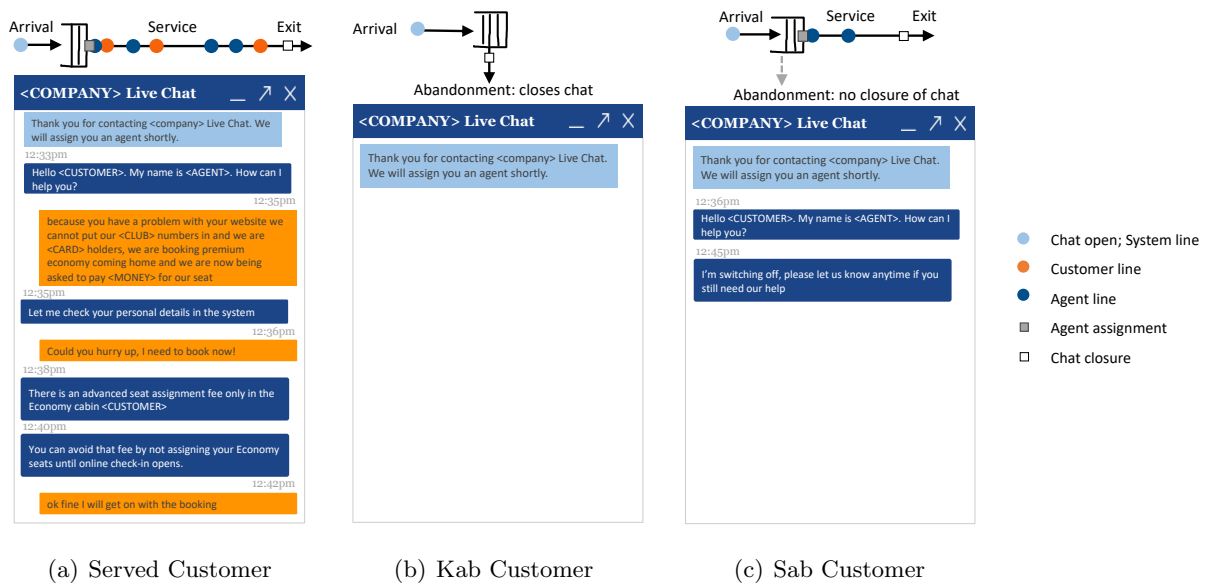 Arrival
Service
Exit
<COMPANY> Live Chat
Thank you for contacting <company> Live Chat. We
will assign you an agent shortly.
12:33pm
Hello <CUSTOMER>. My name is <AGENT>. How can I
help you?
12:35pm
because you have a problem with your website we
cannot put our <CLUB> numbers in and we are
<CARD> holders, we are booking premium
economy coming home and we are now being
asked to pay <MONEY> for our seat
12:35pm
Let me check your personal details in the system
12:36pm
Could you hurry up, I need to book now!
12:38pm
There is an advanced seat assignment fee only in the
Economy cabin <CUSTOMER>
12:40pm
You can avoid that fee by not assigning your Economy
seats until online check-in opens.
12:42pm
ok fine I will get on with the booking
(a) Served Customer
Arrival
Abandonment: closes chat
<COMPANY> Live Chat
Thank you for contacting <company> Live Chat.
We will assign you an agent shortly.
(b) Kab Customer
Arrival
Service
Exit
Abandonment: no closure of chat
<COMPANY> Live Chat
Thank you for contacting <company> Live Chat.
We will assign you an agent shortly.
12:36pm
Hello <CUSTOMER>. My name is <AGENT>. How can I
help you?
12:45pm
I'm switching off, please let us know anytime if you
still need our help
(c) Sab Customer
Chat open; System line
Customer line
Agent line
Agent assignment
Chat closure